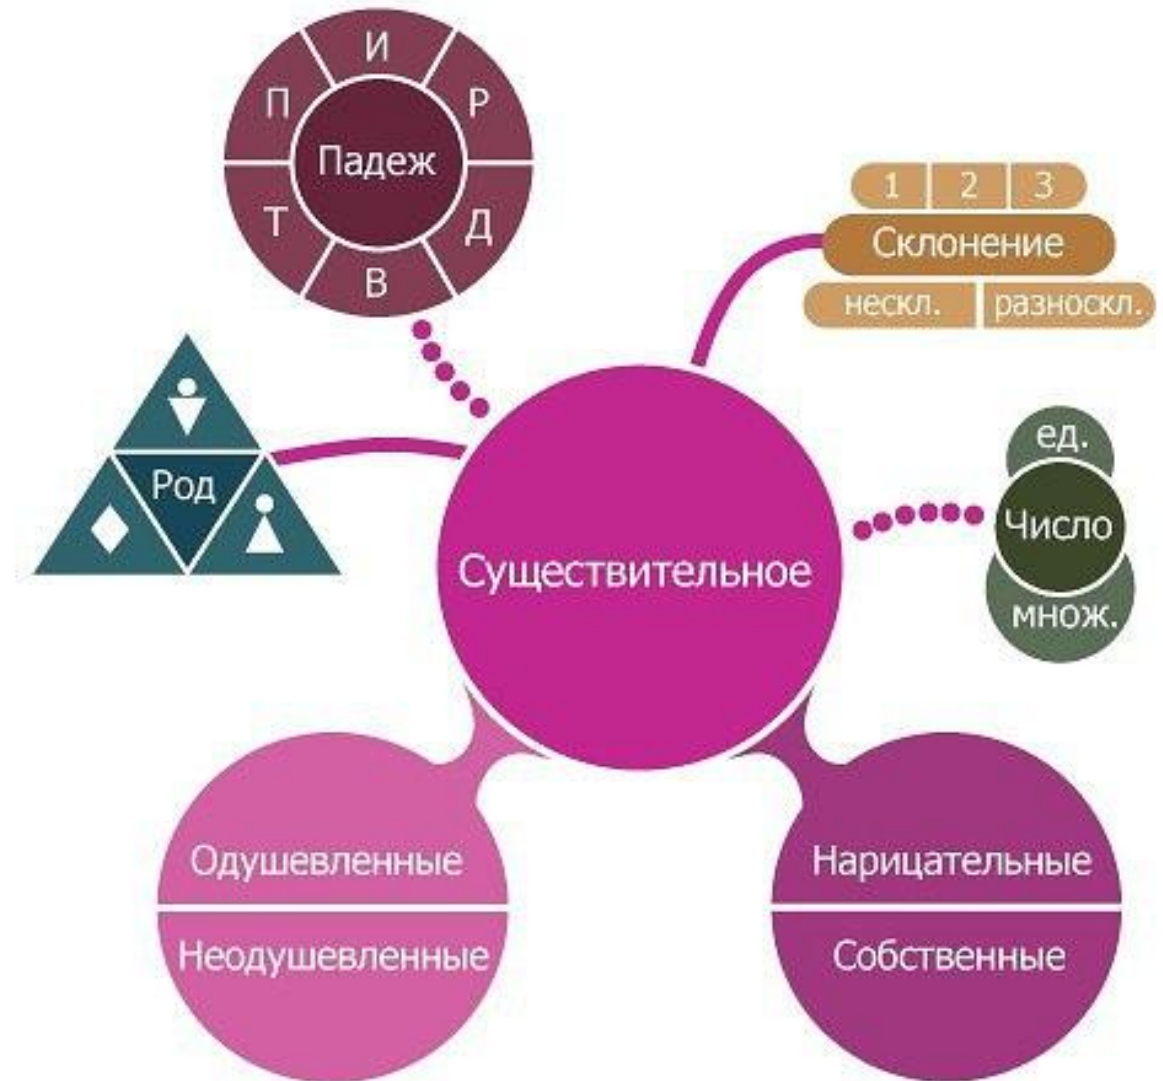 И
П
Р
Падеж
Т
Д
В
1 2 3
Склонение
нескл. разноскл.
Род
ед.
Число
множ.
Существительное
Одушевленные
Неодушевленные
Нарицательные
Собственные